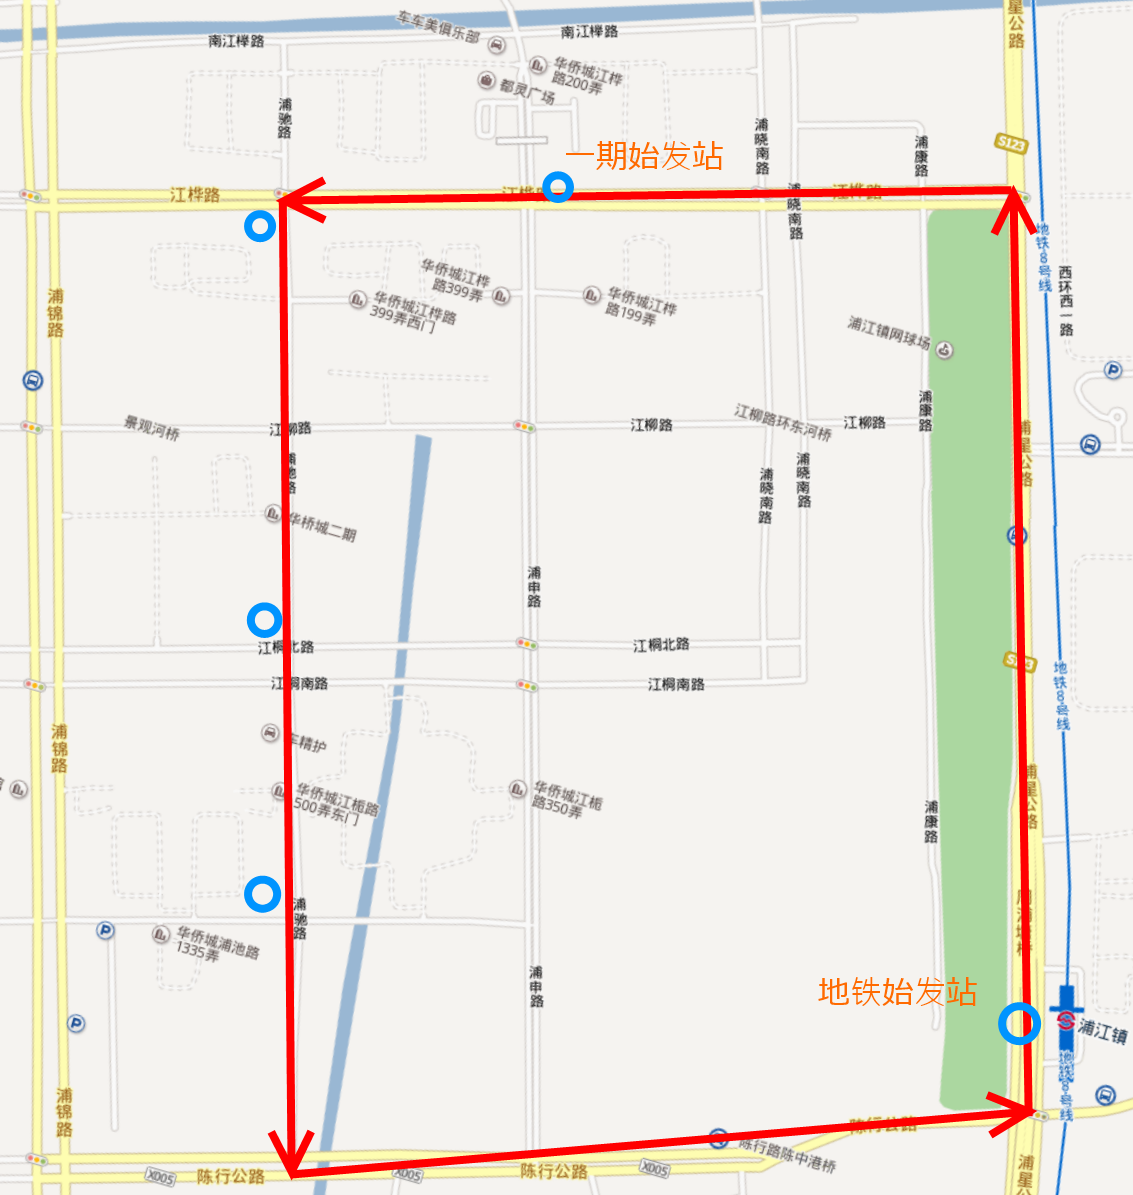 星公路
车车美俱乐部
南江桦路
南江桦路
华侨城江桦
路200弄
都灵广场
浦驰路
浦晓南路
浦康路
S123
一期始发站
江桦路
江桦路
江桦路
浦晓南路
地铁8号线
西环西一路
华侨城江桦
路399弄
华侨城江桦路
399弄西门
华侨城江桦
路199弄
浦锦路
浦江镇网球场
P
景观河桥
江柳路
江柳路
江柳路环东河桥
江柳路
浦康路
浦星公路
浦驰路
浦晓南路
浦晓南路
华侨城二期
浦申路
江桐北路
江桐北路
江桐南路
江桐南路
S123
地铁8号线
浦锦路
车精护
华侨城江栀路
500弄东门
华侨城江栀
路350弄
浦星公路
浦康路
浦驰路
P
华侨城浦池路
1335弄
浦申路
地铁始发站
P
浦江镇
地铁8号线
浦锦路
陈行公路
陈行路陈中港桥
X005
陈行公路
X005
陈行公路
X005
浦星